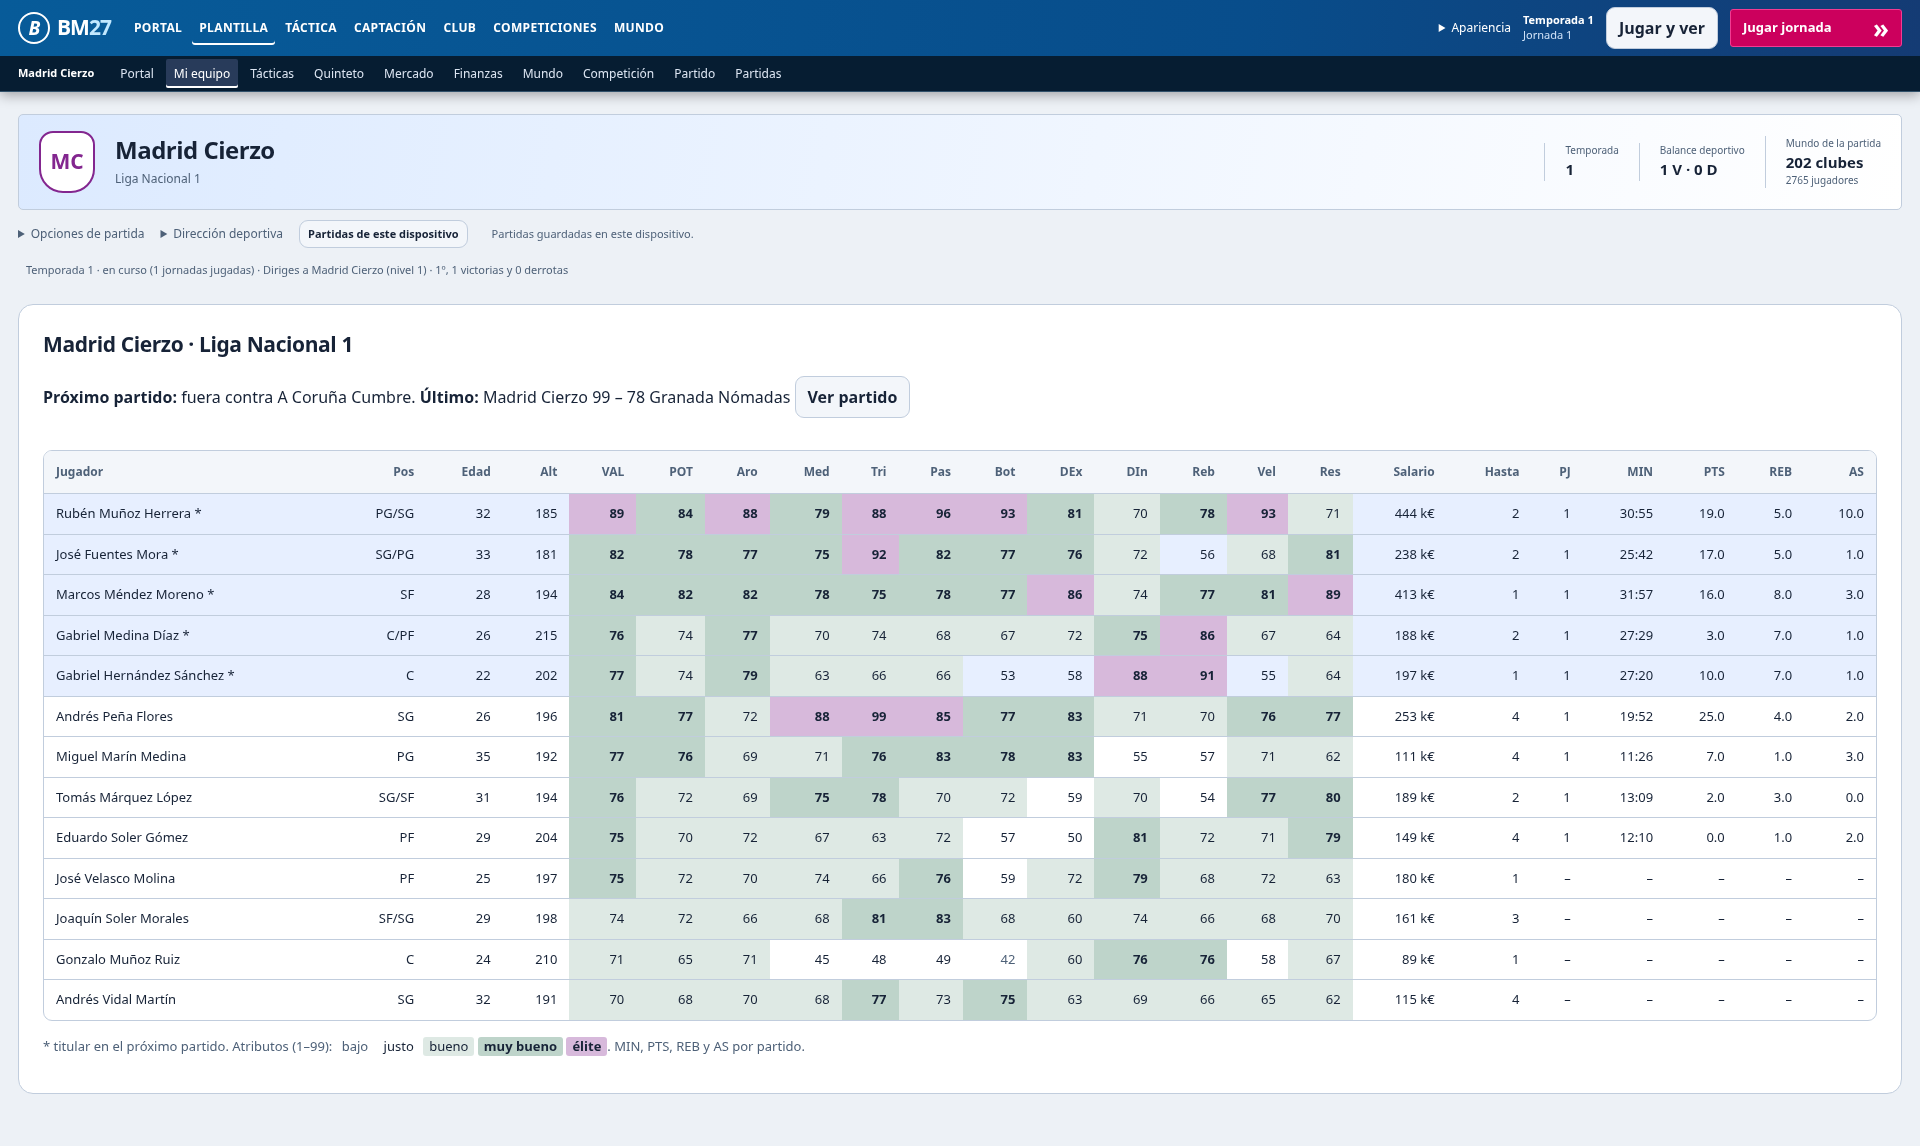 B BM27 PORTAL PLANTILLA TÁCTICA CAPTACIÓN CLUB COMPETICIONES MUNDO ▶ Apariencia Temporada 1 Jornada 1 Jugar y ver Jugar jornada »
Madrid Cierzo Portal Mi equipo Tácticas Quinteto Mercado Finanzas Mundo Competición Partido Partidas
MC
Madrid Cierzo
Liga Nacional 1
Temporada
1
Balance deportivo
1 V · 0 D
Mundo de la partida
202 clubes
2765 jugadores
▶ Opciones de partida ▶ Dirección deportiva Partidas de este dispositivo Partidas guardadas en este dispositivo.
Temporada 1 · en curso (1 jornadas jugadas) · Diriges a Madrid Cierzo (nivel 1) · 1º, 1 victorias y 0 derrotas
Madrid Cierzo · Liga Nacional 1
Próximo partido: fuera contra A Coruña Cumbre. Último: Madrid Cierzo 99 – 78 Granada Nómadas Ver partido
Jugador Pos Edad Alt VAL POT Aro Med Tri Pas Bot DEx DIn Reb Vel Res Salario Hasta PJ MIN PTS REB AS
Rubén Muñoz Herrera * PG/SG 32 185 89 84 88 79 88 96 93 81 70 78 93 71 444 k€ 2 1 30:55 19.0 5.0 10.0
José Fuentes Mora * SG/PG 33 181 82 78 77 75 92 82 77 76 72 56 68 81 238 k€ 2 1 25:42 17.0 5.0 1.0
Marcos Méndez Moreno * SF 28 194 84 82 82 78 75 78 77 86 74 77 81 89 413 k€ 1 1 31:57 16.0 8.0 3.0
Gabriel Medina Díaz * C/PF 26 215 76 74 77 70 74 68 67 72 75 86 67 64 188 k€ 2 1 27:29 3.0 7.0 1.0
Gabriel Hernández Sánchez * C 22 202 77 74 79 63 66 66 53 58 88 91 55 64 197 k€ 1 1 27:20 10.0 7.0 1.0
Andrés Peña Flores SG 26 196 81 77 72 88 99 85 77 83 71 70 76 77 253 k€ 4 1 19:52 25.0 4.0 2.0
Miguel Marín Medina PG 35 192 77 76 69 71 76 83 78 83 55 57 71 62 111 k€ 4 1 11:26 7.0 1.0 3.0
Tomás Márquez López SG/SF 31 194 76 72 69 75 78 70 72 59 70 54 77 80 189 k€ 2 1 13:09 2.0 3.0 0.0
Eduardo Soler Gómez PF 29 204 75 70 72 67 63 72 57 50 81 72 71 79 149 k€ 4 1 12:10 0.0 1.0 2.0
José Velasco Molina PF 25 197 75 72 70 74 66 76 59 72 79 68 72 63 180 k€ 1 – – – – –
Joaquín Soler Morales SF/SG 29 198 74 72 66 68 81 83 68 60 74 66 68 70 161 k€ 3 – – – – –
Gonzalo Muñoz Ruiz C 24 210 71 65 71 45 48 49 42 60 76 76 58 67 89 k€ 1 – – – – –
Andrés Vidal Martín SG 32 191 70 68 70 68 77 73 75 63 69 66 65 62 115 k€ 4 – – – – –
* titular en el próximo partido. Atributos (1–99): bajo justo bueno muy bueno élite. MIN, PTS, REB y AS por partido.